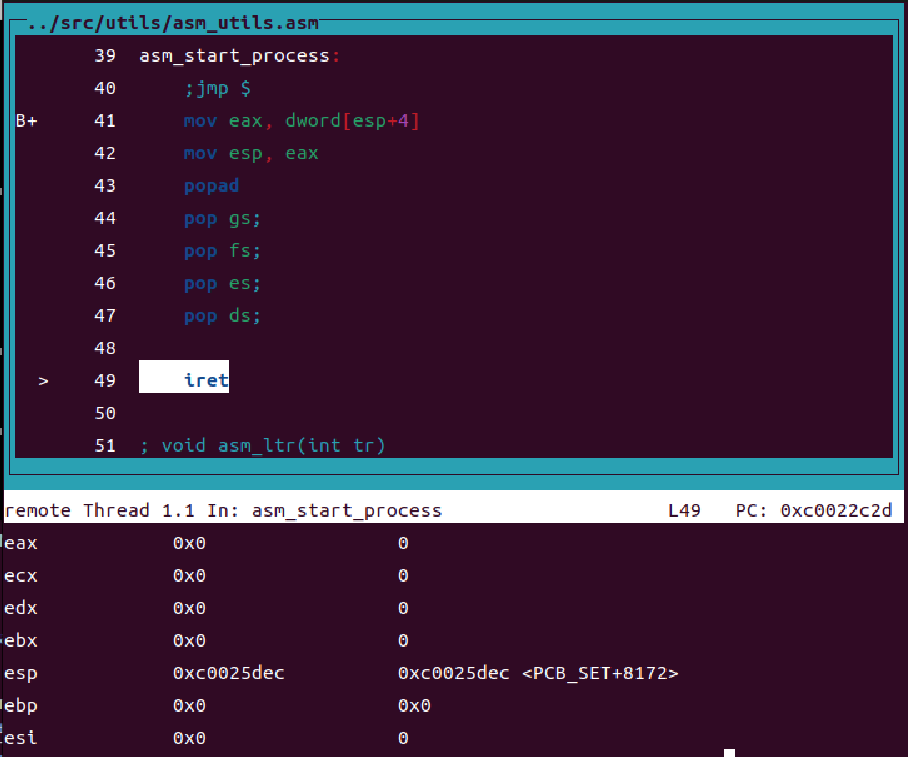 ../src/utils/asm_utils.asm
39 asm_start_process:
40 ;jmp $
B+ 41 mov eax, dword[esp+4]
42 mov esp, eax
43 popad
44 pop gs;
45 pop fs;
46 pop es;
47 pop ds;
48
> 49 iret
50
51 ; void asm_ltr(int tr)
remote Thread 1.1 In: asm_start_process L49 PC: 0xc0022c2d
eax 0x0 0
ecx 0x0 0
edx 0x0 0
ebx 0x0 0
esp 0xc0025dec 0xc0025dec <PCB_SET+8172>
ebp 0x0 0x0
esi 0x0 0